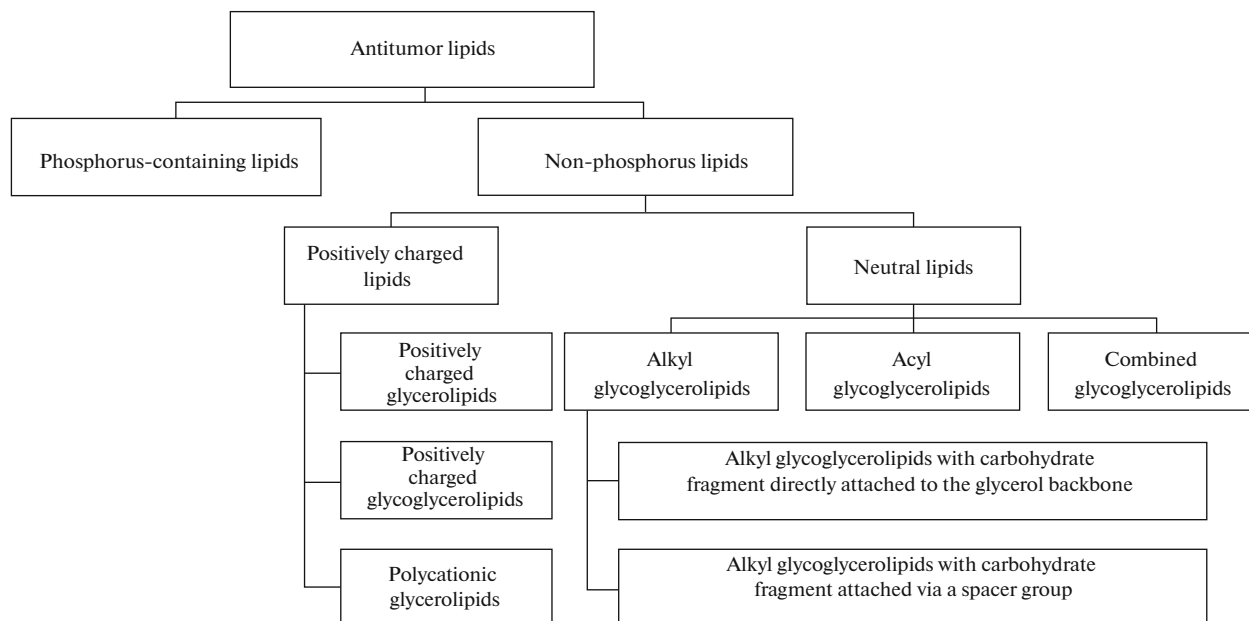 Antitumor lipids
Phosphorus-containing lipids
Non-phosphorus lipids
Positively charged
lipids
Neutral lipids
Positively
charged
glycerolipids
Alkyl
glycoglycerolipids
Acyl
glycoglycerolipids
Combined
glycoglycerolipids
Positively
charged
glycoglycerolipids
Alkyl glycoglycerolipids with carbohydrate
fragment directly attached to the glycerol backbone
Polycationic
glycerolipids
Alkyl glycoglycerolipids with carbohydrate
fragment attached via a spacer group